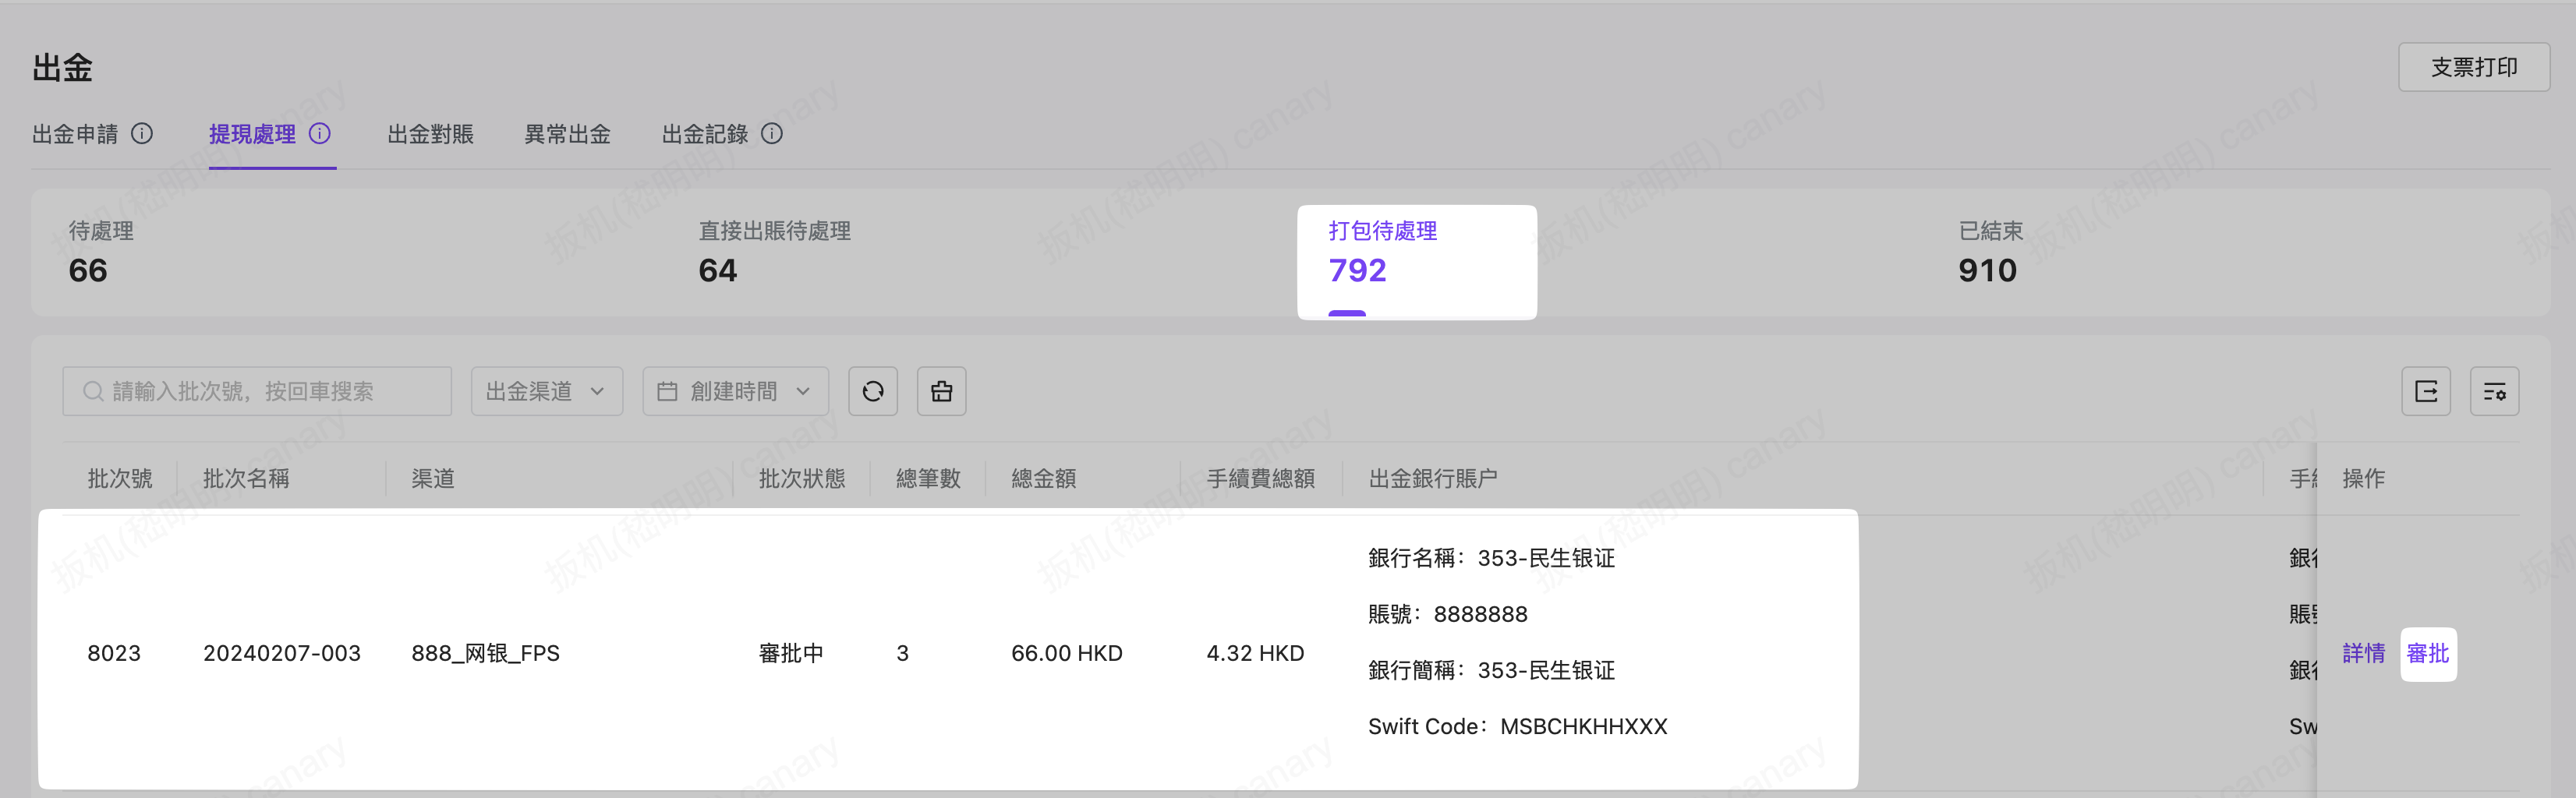 出金
支票打印
出金申請
提現處理
出金對賬
異常出金
出金記錄
待處理
66
直接出賬待處理
64
打包待處理
792
已結束
910
請輸入批次號，按回車搜索
出金渠道
創建時間
批次號 批次名稱 渠道 批次狀態 總筆數 總金額 手續費總額 出金銀行賬户 手 操作
銀行名稱：353-民生银证
賬號：8888888
8023 20240207-003 888_网银_FPS 審批中 3 66.00 HKD 4.32 HKD
銀行簡稱：353-民生银证
Swift Code：MSBCHKHHXXX
銀
賬
銀
Sw
詳情 審批
扳机(嵇明明) canary